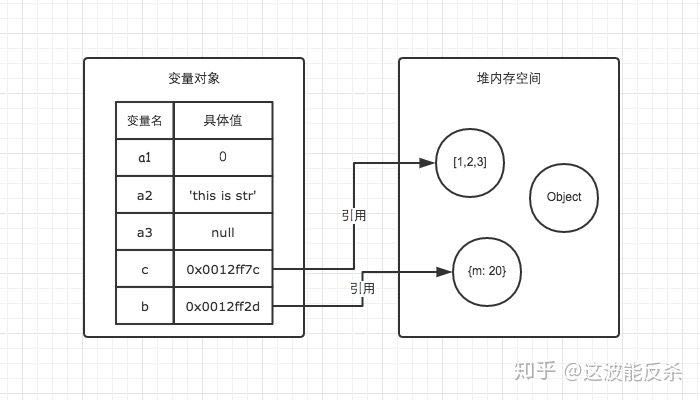 变量对象
变量名 具体值
a1 0
a2 'this is str'
a3 null
c 0x0012ff7c
b 0x0012ff2d
引用
引用
堆内存空间
[1,2,3]
Object
{m: 20}
知乎 @这波能反杀